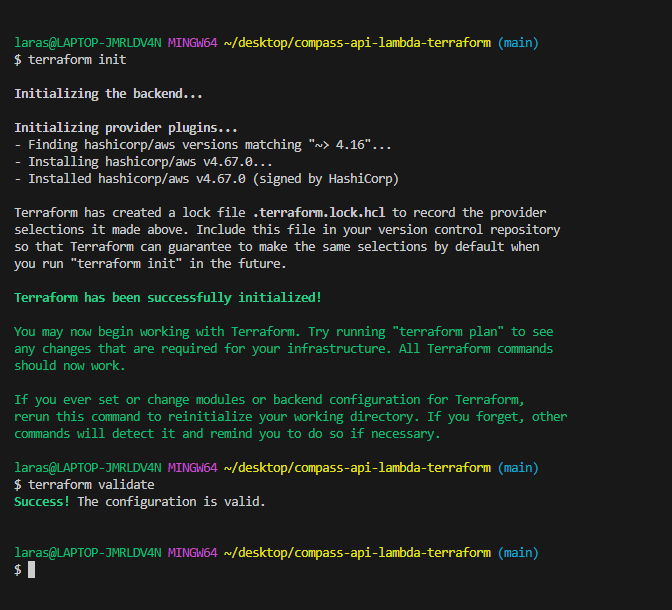 laras@LAPTOP-JMRLDV4N MINGW64 ~/desktop/compass-api-lambda-terraform (main)
$ terraform init
Initializing the backend...
Initializing provider plugins...
- Finding hashicorp/aws versions matching "~> 4.16"...
- Installing hashicorp/aws v4.67.0...
- Installed hashicorp/aws v4.67.0 (signed by HashiCorp)
Terraform has created a lock file .terraform.lock.hcl to record the provider
selections it made above. Include this file in your version control repository
so that Terraform can guarantee to make the same selections by default when
you run "terraform init" in the future.
Terraform has been successfully initialized!
You may now begin working with Terraform. Try running "terraform plan" to see
any changes that are required for your infrastructure. All Terraform commands
should now work.
If you ever set or change modules or backend configuration for Terraform,
rerun this command to reinitialize your working directory. If you forget, other
commands will detect it and remind you to do so if necessary.
laras@LAPTOP-JMRLDV4N MINGW64 ~/desktop/compass-api-lambda-terraform (main)
$ terraform validate
Success! The configuration is valid.
laras@LAPTOP-JMRLDV4N MINGW64 ~/desktop/compass-api-lambda-terraform (main)
$